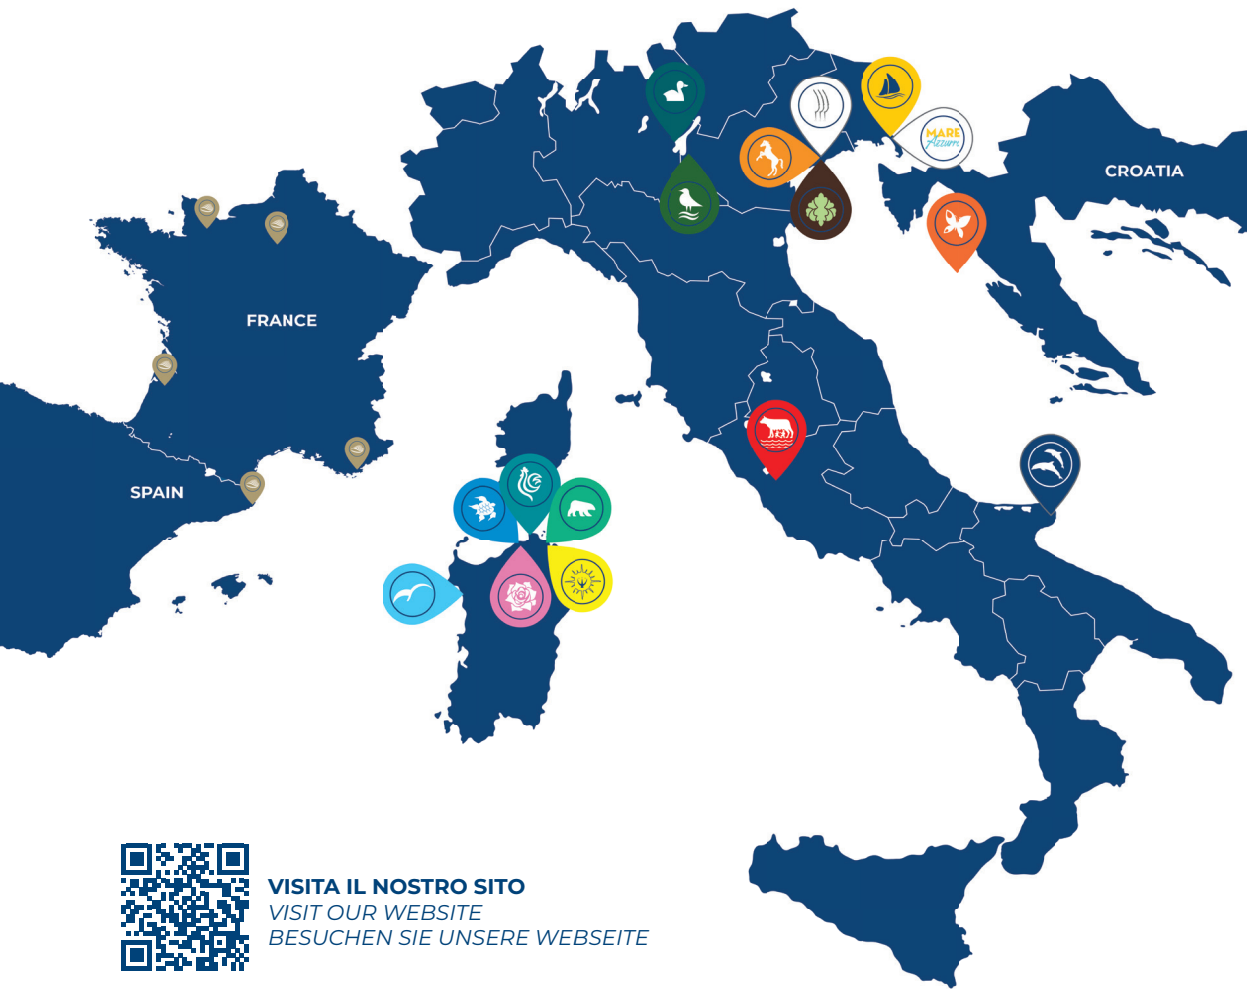 MARE
Azzurro
CROATIA
FRANCE
SPAIN
VISITA IL NOSTRO SITO
VISIT OUR WEBSITE
BESUCHEN SIE UNSERE WEBSEITE